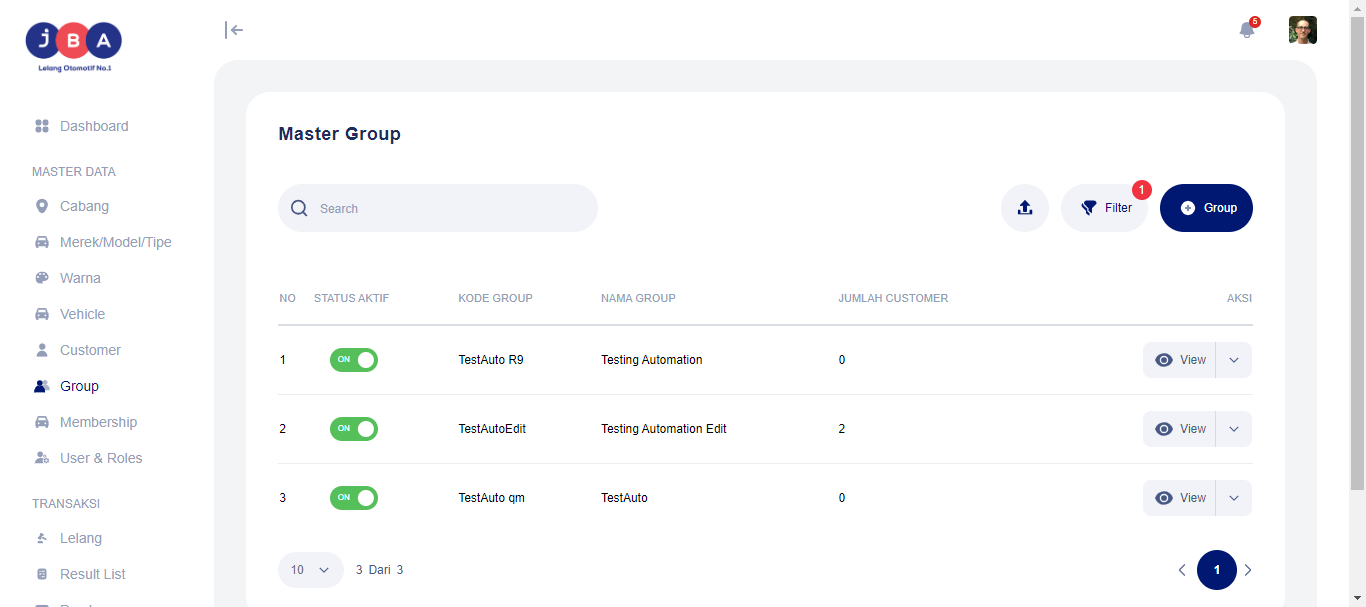 JBA
Lelang Otomotif No.1
5
Dashboard
MASTER DATA
Cabang
Merek/Model/Tipe
Warna
Vehicle
Customer
Group
Membership
User & Roles
TRANSAKSI
Lelang
Result List
Master Group
Search
1
Filter
Group
NO STATUS AKTIF KODE GROUP NAMA GROUP JUMLAH CUSTOMER AKSI
1 ON TestAuto R9 Testing Automation 0 View
2 ON TestAutoEdit Testing Automation Edit 2 View
3 ON TestAuto qm TestAuto 0 View
10 3 Dari 3 1